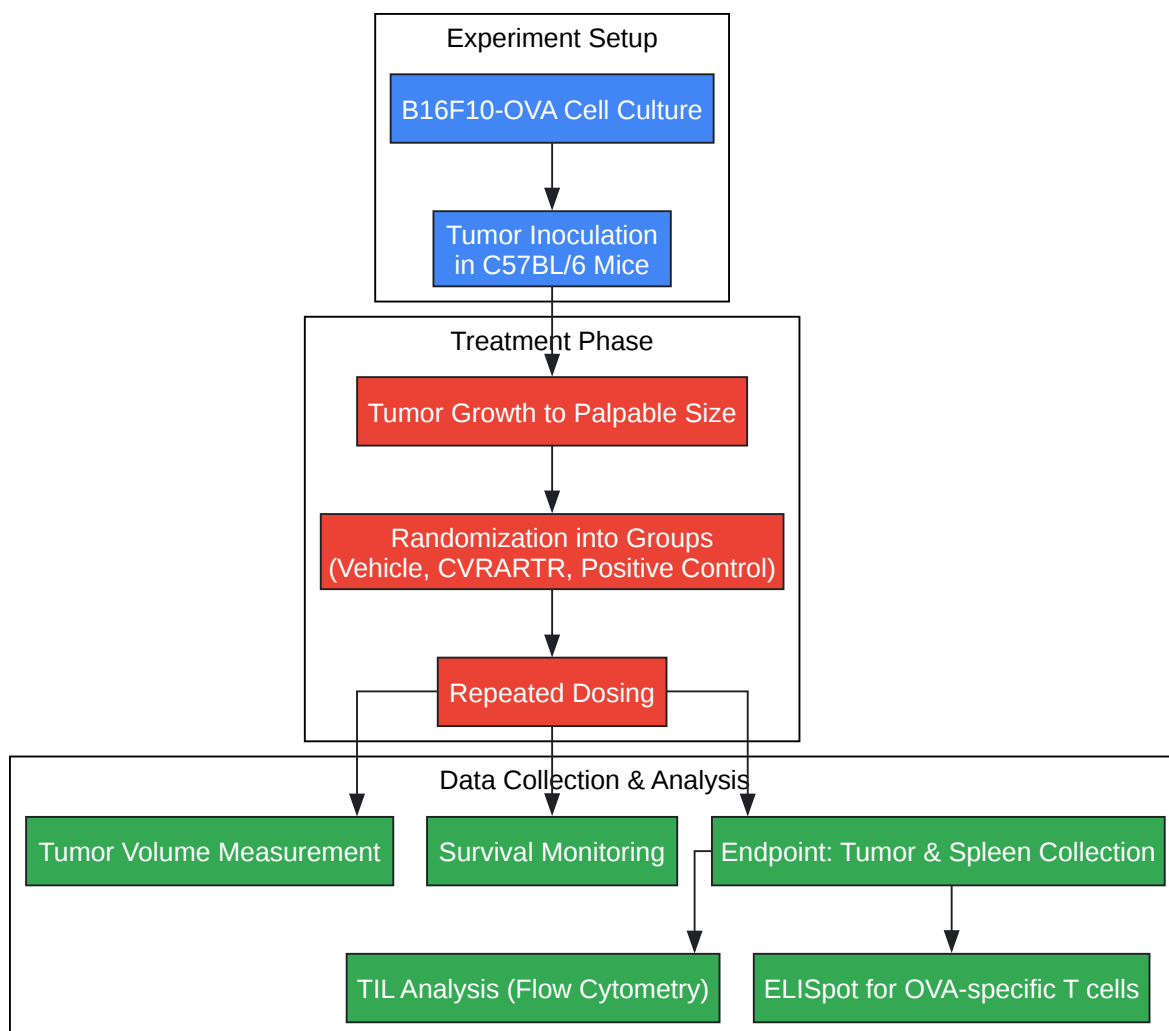 Experiment Setup
B16F10-OVA Cell Culture
Tumor Inoculation
in C57BL/6 Mice
Treatment Phase
Tumor Growth to Palpable Size
Randomization into Groups
(Vehicle, CVRARTR, Positive Control)
Repeated Dosing
Data Collection & Analysis
Tumor Volume Measurement
Survival Monitoring
Endpoint: Tumor & Spleen Collection
TIL Analysis (Flow Cytometry)
ELISpot for OVA-specific T cells